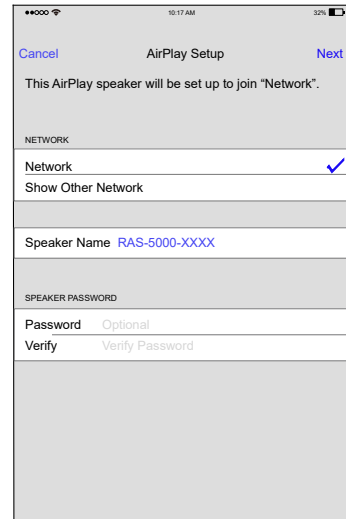 10:17 AM 32%
Cancel AirPlay Setup Next
This AirPlay speaker will be set up to join “Network”.
NETWORK
Network
Show Other Network
Speaker Name RAS-5000-XXXX
SPEAKER PASSWORD
Password Optional
Verify Verify Password